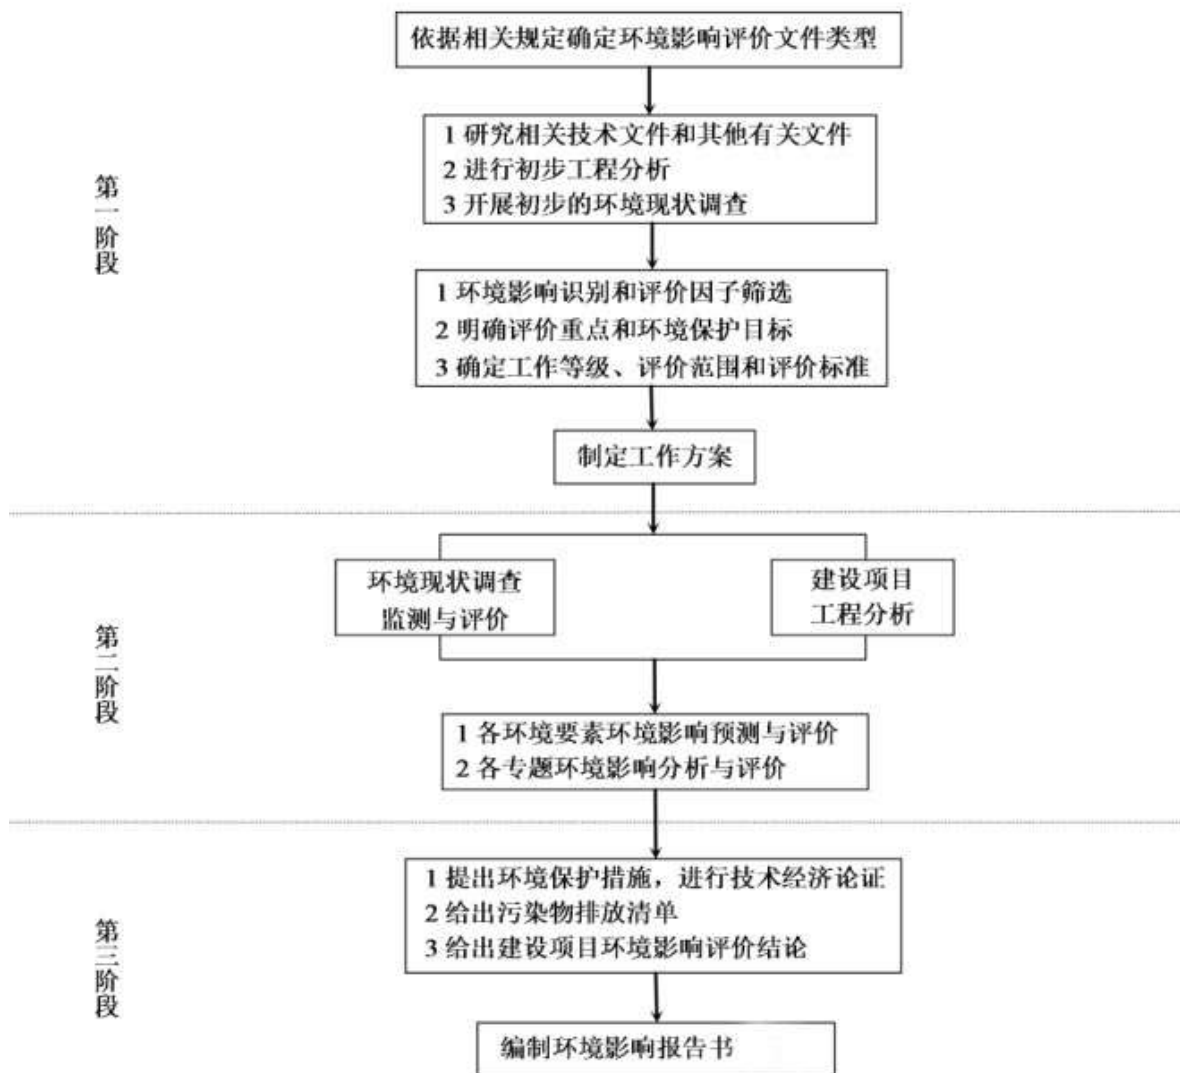 依据相关规定确定环境影响评价文件类型
第一阶段
1 研究相关技术文件和其他有关文件
2 进行初步工程分析
3 开展初步的环境现状调查
1 环境影响识别和评价因子筛选
2 明确评价重点和环境保护目标
3 确定工作等级、评价范围和评价标准
制定工作方案
第二阶段
环境现状调查
监测与评价
建设项目
工程分析
1 各环境要素环境影响预测与评价
2 各专题环境影响分析与评价
第三阶段
1 提出环境保护措施，进行技术经济论证
2 给出污染物排放清单
3 给出建设项目环境影响评价结论
编制环境影响报告书